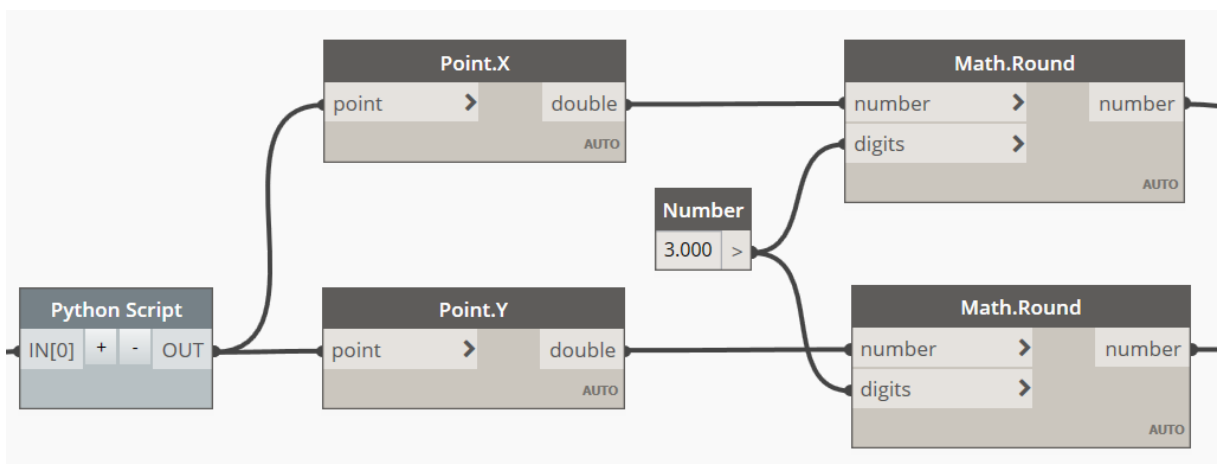 Point.X
point > double
AUTO
Math.Round
number > number
digits >
AUTO
Number
3.000 >
Python Script
IN[0] + - OUT
Point.Y
point > double
AUTO
Math.Round
number > number
digits >
AUTO